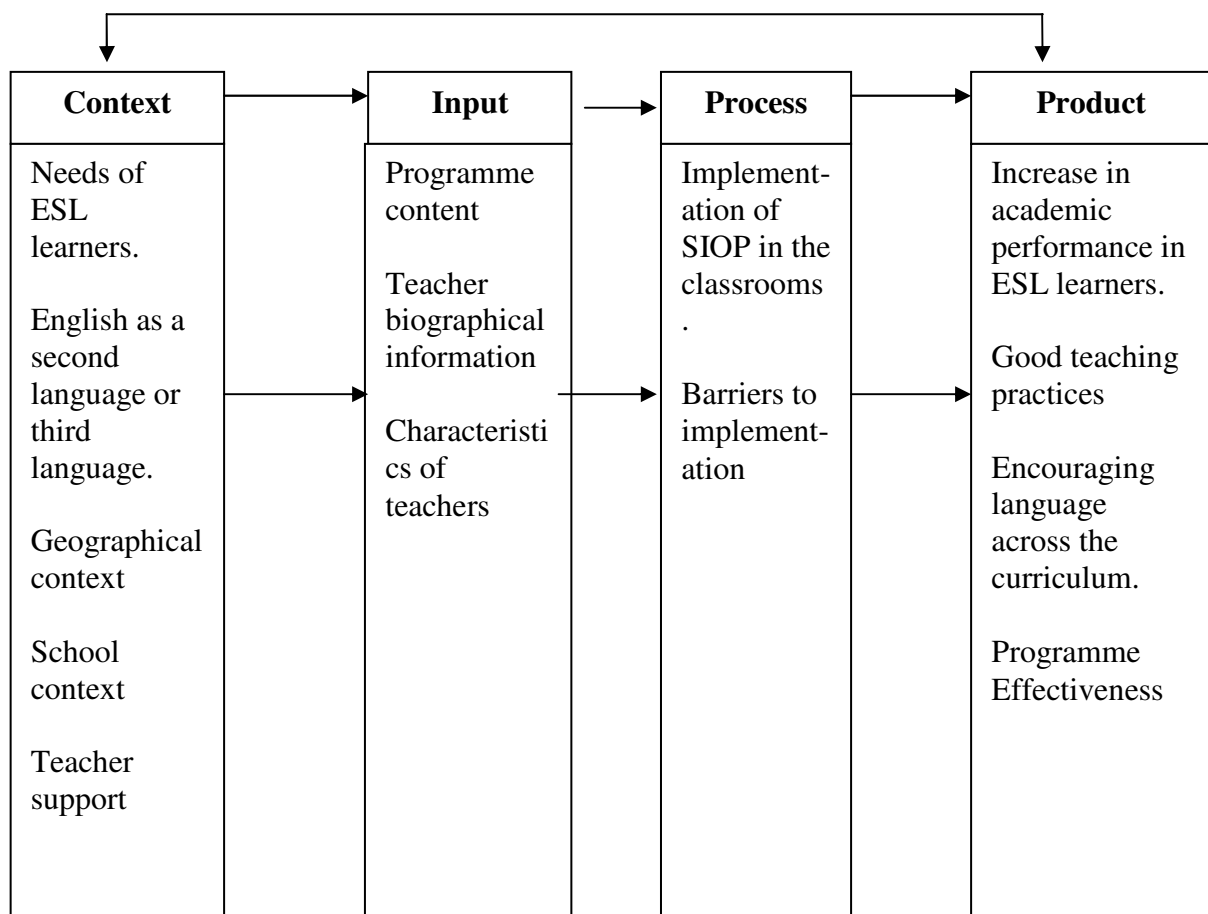 Context
Needs of
ESL
learners.
English as a
second
language or
third
language.
Geographical
context
School
context
Teacher
support
Input
Programme
content
Teacher
biographical
information
Characteristi
cs of
teachers
Process
Implement-
ation of
SIOP in the
classrooms
.
Barriers to
implement-
ation
Product
Increase in
academic
performance in
ESL learners.
Good teaching
practices
Encouraging
language
across the
curriculum.
Programme
Effectiveness